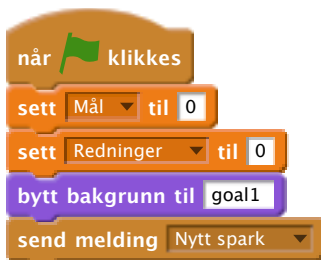 når klikkes
sett Mål til 0
sett Redninger til 0
bytt bakgrunn til goal1
send melding Nytt spark